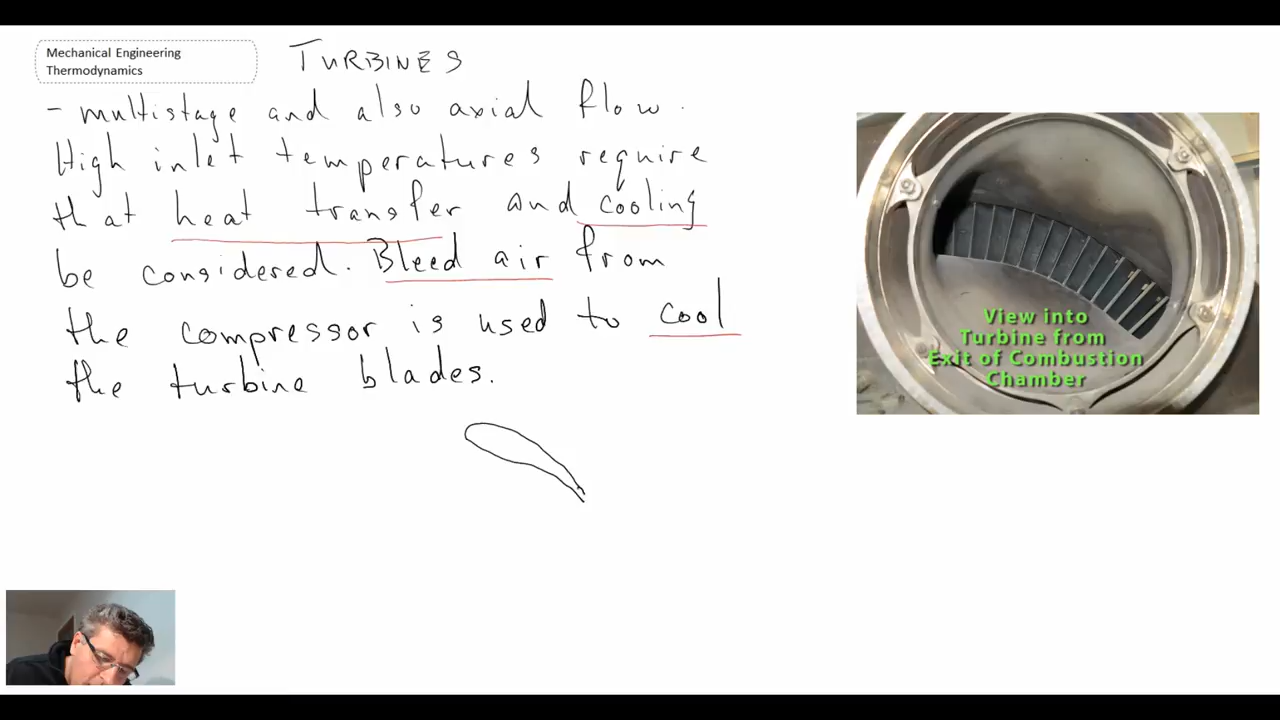 Mechanical Engineering
Thermodynamics
TURBINES
- multistage and also axial flow.
High inlet temperatures require
that heat transfer and cooling
be considered. Bleed air from
the compressor is used to cool
the turbine blades.
View into
Turbine from
Exit of Combustion
Chamber